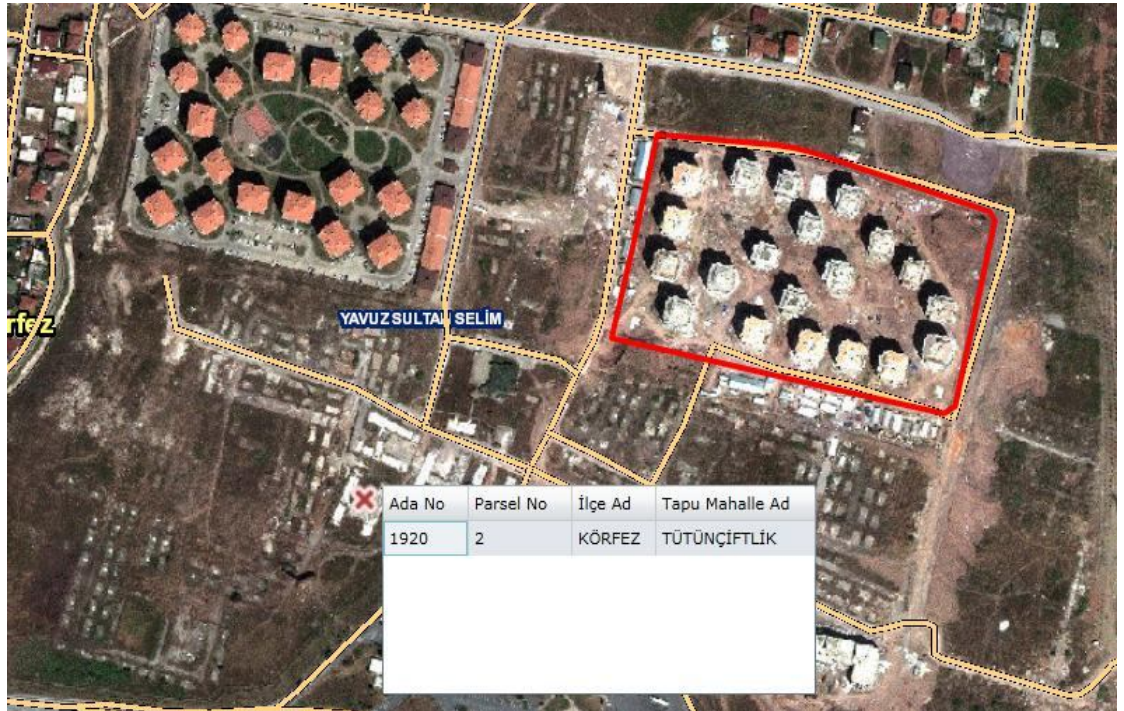 YAVUZ SULTAN SELİM
rfez
Ada No Parsel No İlçe Ad Tapu Mahalle Ad
1920 2 KÖRFEZ TÜTÜNÇİFTLİK